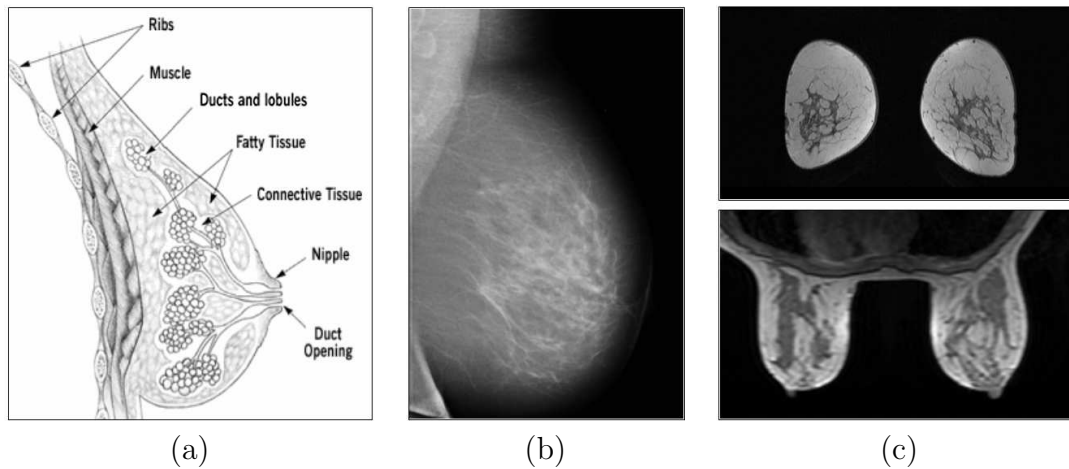 Ribs
Muscle
Ducts and lobules
Fatty Tissue
Connective Tissue
Nipple
Duct
Opening
(a)
(b)
(c)